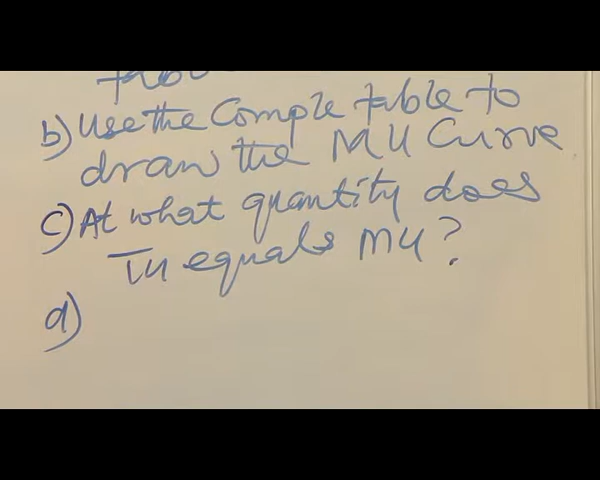 b) Use the Comple table to
draw the MU Curve
c) At what quantity does
TU equals MU?
d)